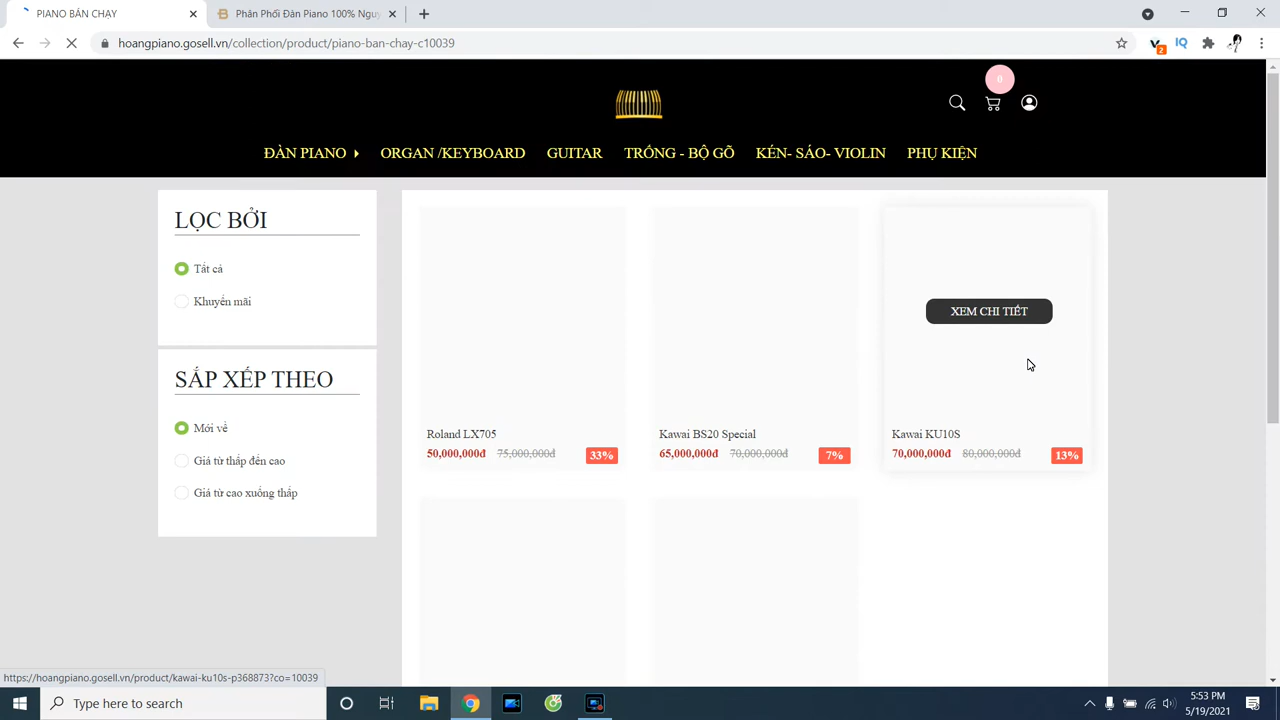 PIANO BÁN CHẠY
Phân Phối Đàn Piano 100% Nguy
hoangpiano.gosell.vn/collection/product/piano-ban-chay-c10039
2
IQ
0
ĐÀN PIANO
ORGAN /KEYBOARD
GUITAR
TRỐNG - BỘ GÕ
KÉN- SÁO- VIOLIN
PHỤ KIỆN
LỌC BỞI
Tất cả
Khuyến mãi
SẮP XẾP THEO
Mới về
Giá từ thấp đến cao
Giá từ cao xuống thấp
XEM CHI TIẾT
Roland LX705
50,000,000đ 75,000,000đ 33%
Kawai BS20 Special
65,000,000đ 70,000,000đ 7%
Kawai KU10S
70,000,000đ 80,000,000đ 13%
https://hoangpiano.gosell.vn/product/kawai-ku10s-p368873?co=10039
Type here to search
5:53 PM
5/19/2021